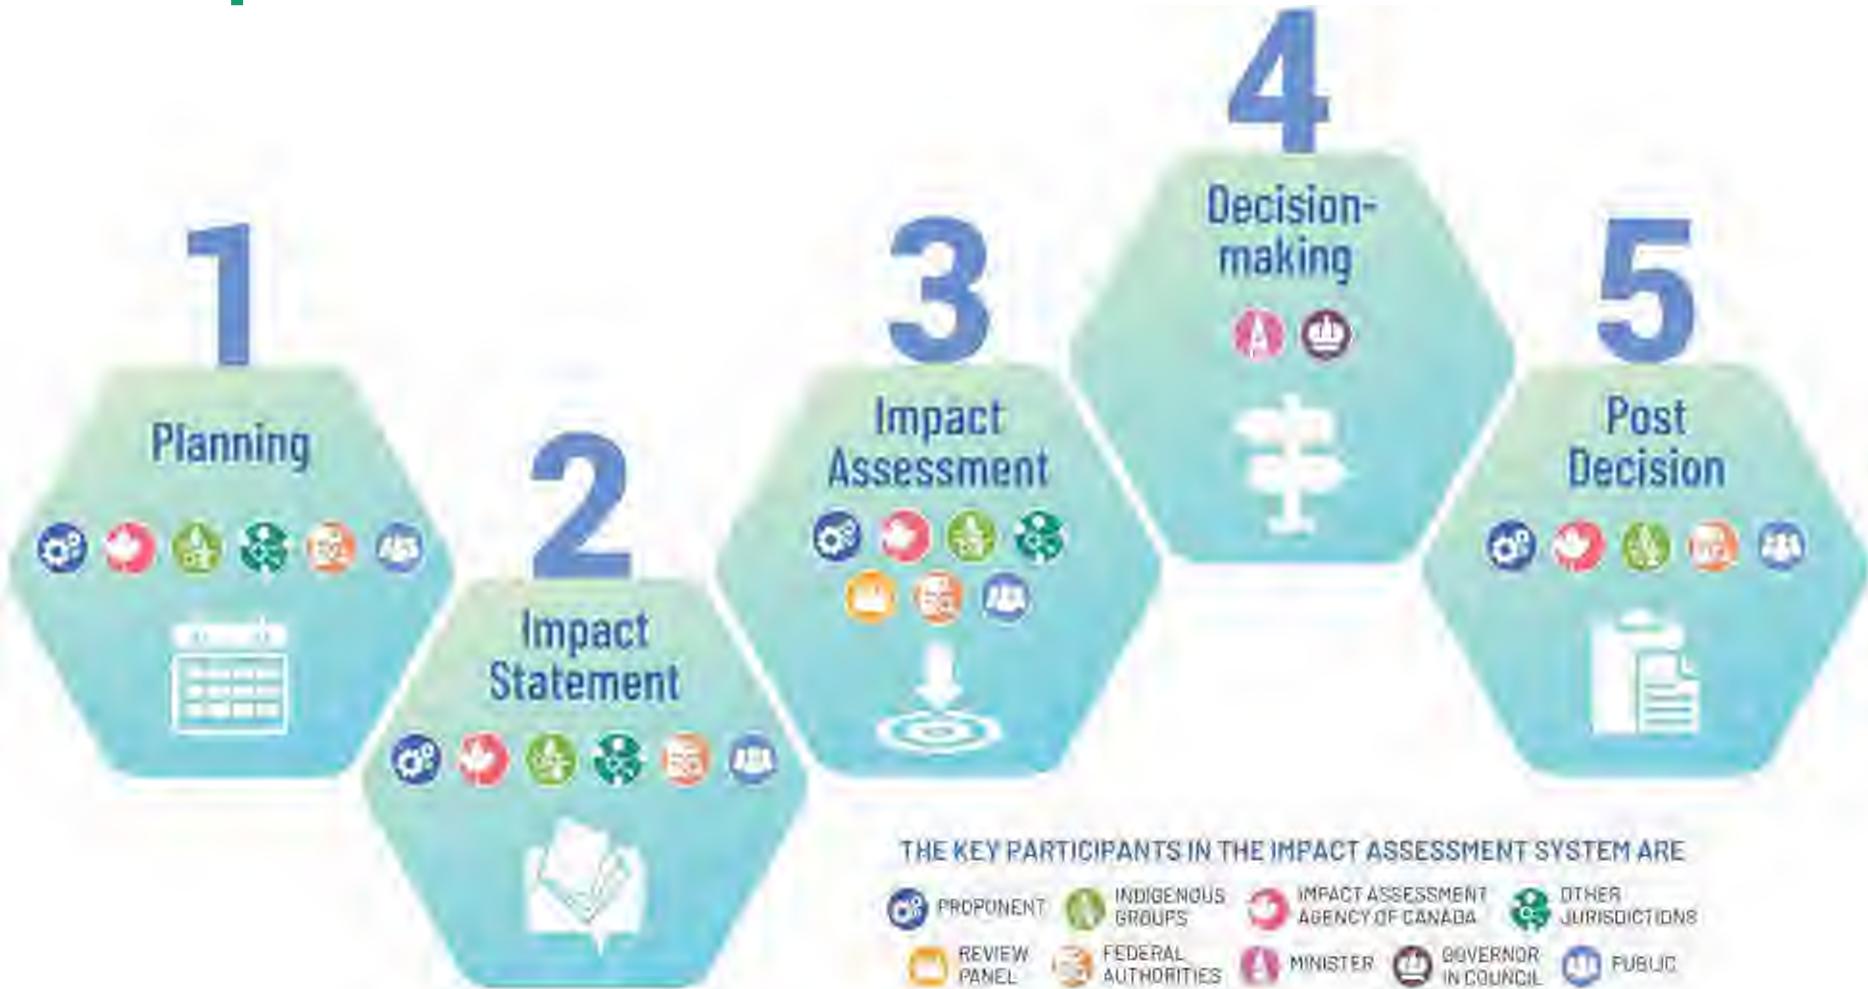 1
Planning
2
Impact
Statement
3
Impact
Assessment
4
Decision-
making
5
Post
Decision
THE KEY PARTICIPANTS IN THE IMPACT ASSESSMENT SYSTEM ARE
PROPONENT
INDIGENOUS
GROUPS
IMPACT ASSESSMENT
AGENCY OF CANADA
OTHER
JURISDICTIONS
REVIEW
PANEL
FEDERAL
AUTHORITIES
MINISTER
GOVERNOR
IN COUNCIL
PUBLIC